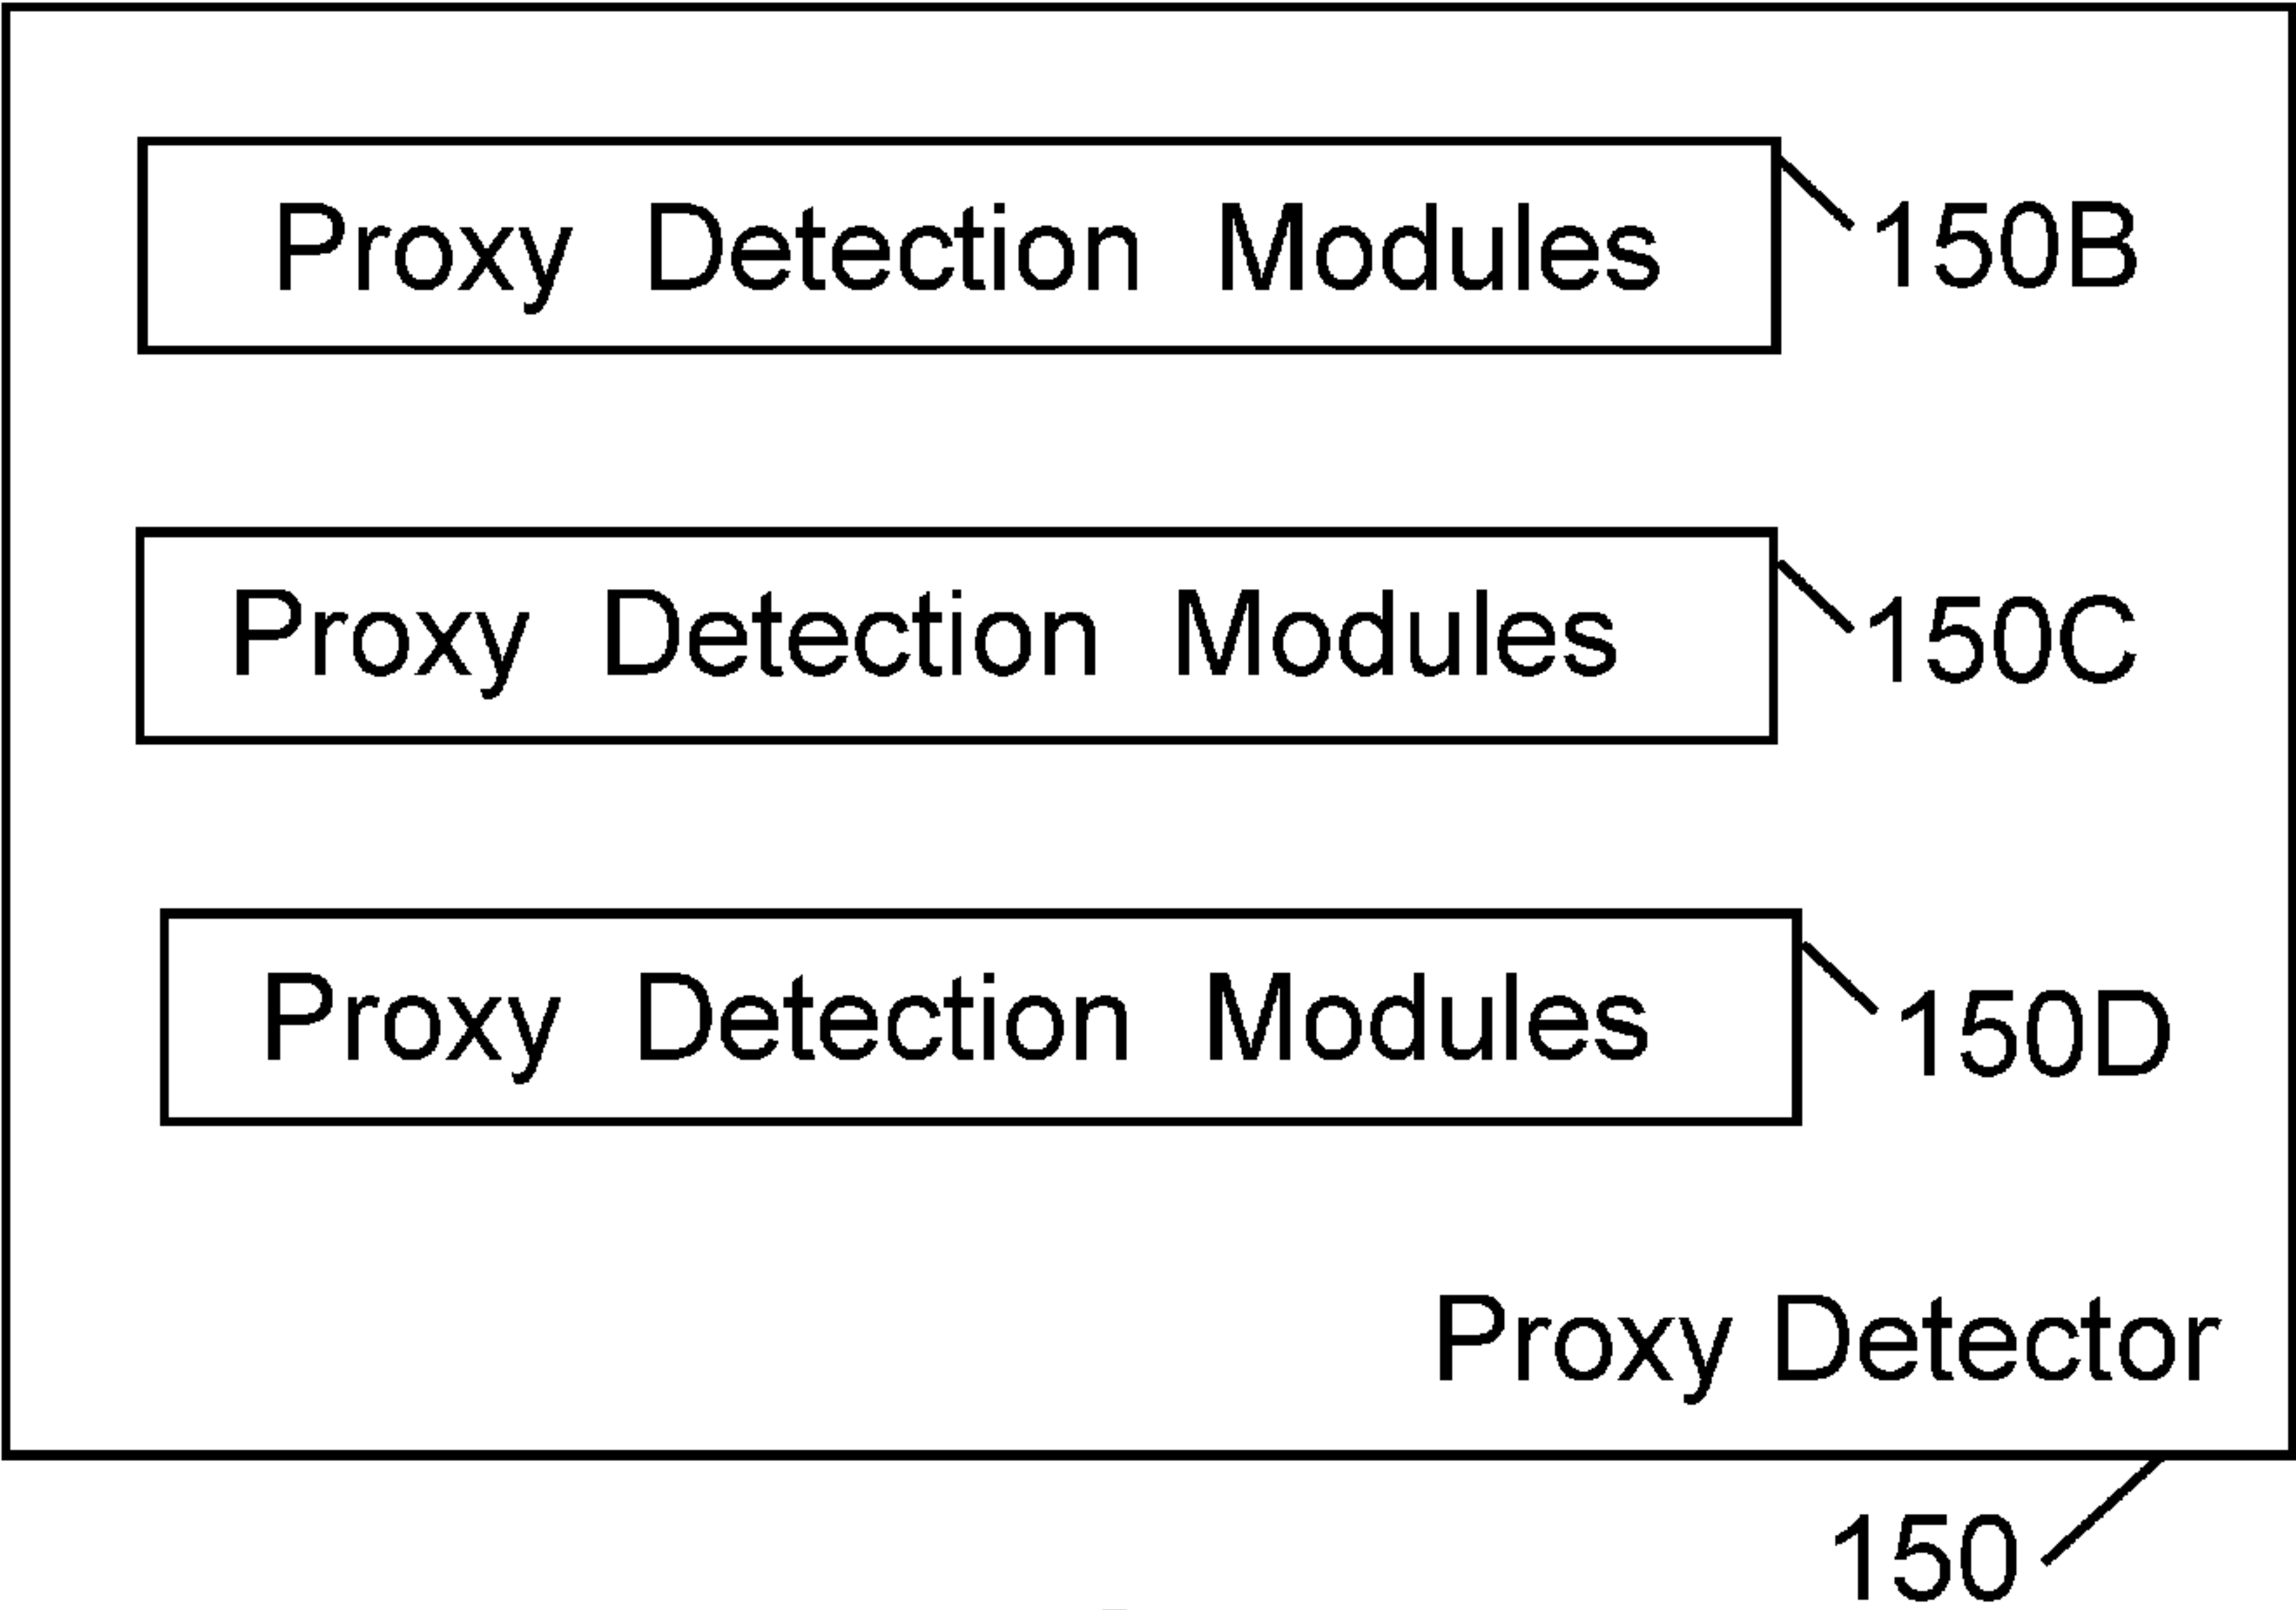 Proxy Detection Modules 150B
Proxy Detection Modules 150C
Proxy Detection Modules 150D
Proxy Detector
150